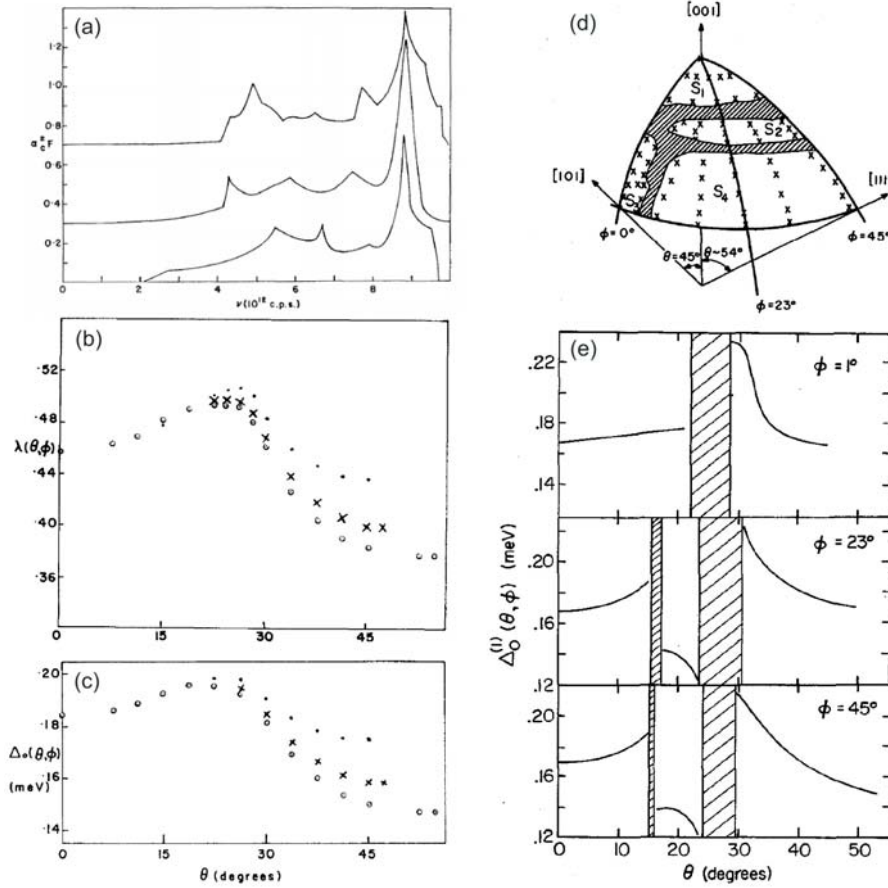 (a)
1.2
1.0
0.8
α²cF
0.6
0.4
0.2
0 2 4 6 8
ν(10¹² c.p.s.)
(b)
.52
.48
λ(θ,φ)
.44
.40
.36
0 15 30 45
θ
(c)
.20
.18
Δ₀(θ,φ)
.16
(meV)
.14
0 15 30 45
θ (degrees)
(d)
[001]
S₁
S₂
[101]
[111]
S₄
φ=0°
θ=45°
θ~54°
φ=45°
φ=23°
(e)
.22
φ = 1°
.18
.14
φ = 23°
.20
.16
Δ₀⁽¹⁾(θ,φ) (meV)
.12
φ = 45°
.20
.16
.12
0 10 20 30 40 50
θ (degrees)